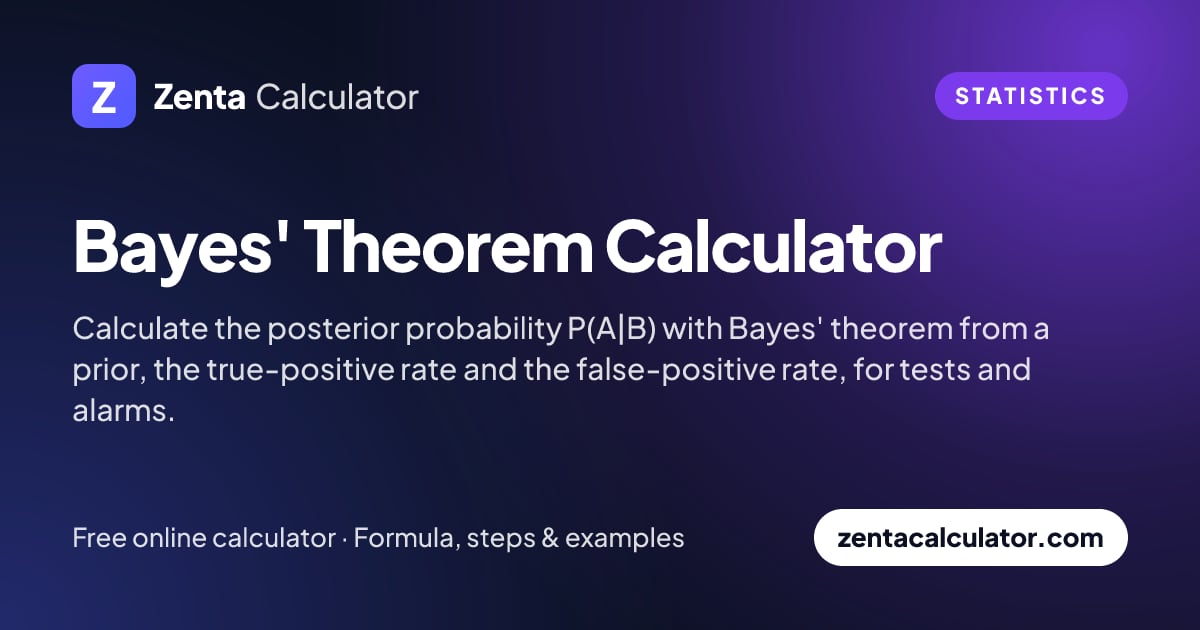 Z
Zenta Calculator
STATISTICS
Bayes' Theorem Calculator
Calculate the posterior probability P(A|B) with Bayes' theorem from a
prior, the true-positive rate and the false-positive rate, for tests and
alarms.
Free online calculator · Formula, steps & examples
zentacalculator.com